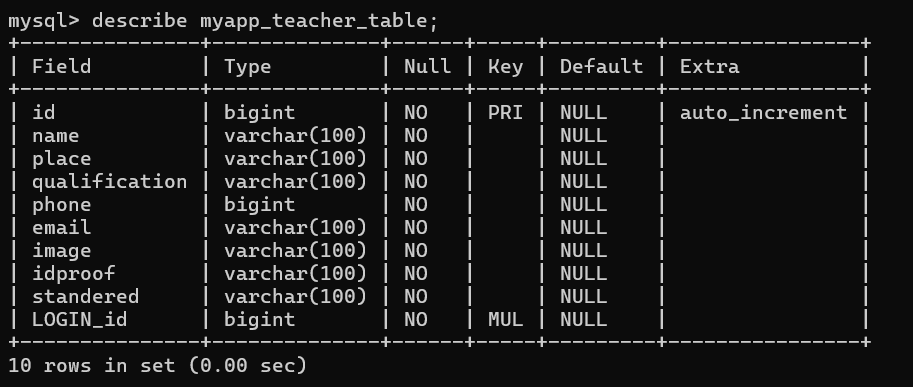 mysql> describe myapp_teacher_table;
+---------------+--------------+------+-----+---------+----------------+
| Field         | Type         | Null | Key | Default | Extra          |
+---------------+--------------+------+-----+---------+----------------+
| id            | bigint       | NO   | PRI | NULL    | auto_increment |
| name          | varchar(100) | NO   |     | NULL    |                |
| place         | varchar(100) | NO   |     | NULL    |                |
| qualification | varchar(100) | NO   |     | NULL    |                |
| phone         | bigint       | NO   |     | NULL    |                |
| email         | varchar(100) | NO   |     | NULL    |                |
| image         | varchar(100) | NO   |     | NULL    |                |
| idproof       | varchar(100) | NO   |     | NULL    |                |
| standered     | varchar(100) | NO   |     | NULL    |                |
| LOGIN_id      | bigint       | NO   | MUL | NULL    |                |
+---------------+--------------+------+-----+---------+----------------+
10 rows in set (0.00 sec)